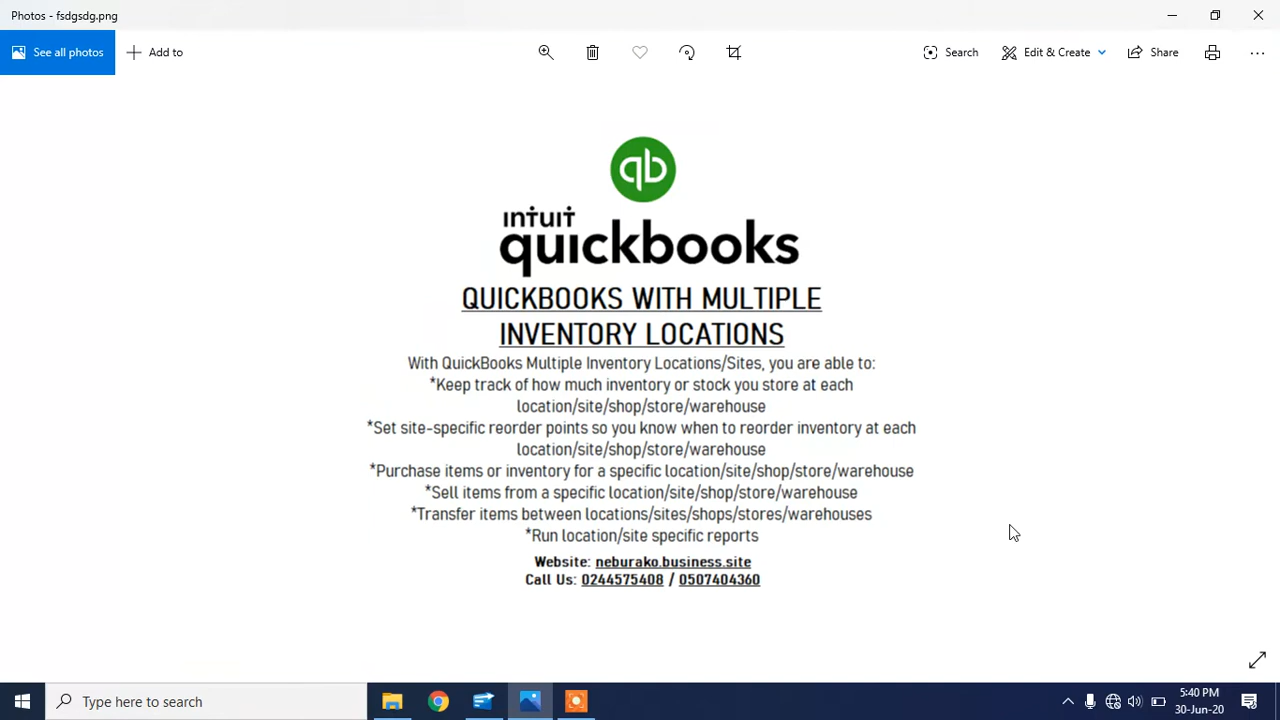 Photos - fsdgsdg.png
See all photos
Add to
Search
Edit & Create
Share
qb
ıntuıt
quickbooks
QUICKBOOKS WITH MULTIPLE
INVENTORY LOCATIONS
With QuickBooks Multiple Inventory Locations/Sites, you are able to:
*Keep track of how much inventory or stock you store at each
location/site/shop/store/warehouse
*Set site-specific reorder points so you know when to reorder inventory at each
location/site/shop/store/warehouse
*Purchase items or inventory for a specific location/site/shop/store/warehouse
*Sell items from a specific location/site/shop/store/warehouse
*Transfer items between locations/sites/shops/stores/warehouses
*Run location/site specific reports
Website: neburako.business.site
Call Us: 0244575408 / 0507404360
Type here to search
5:40 PM
30-Jun-20